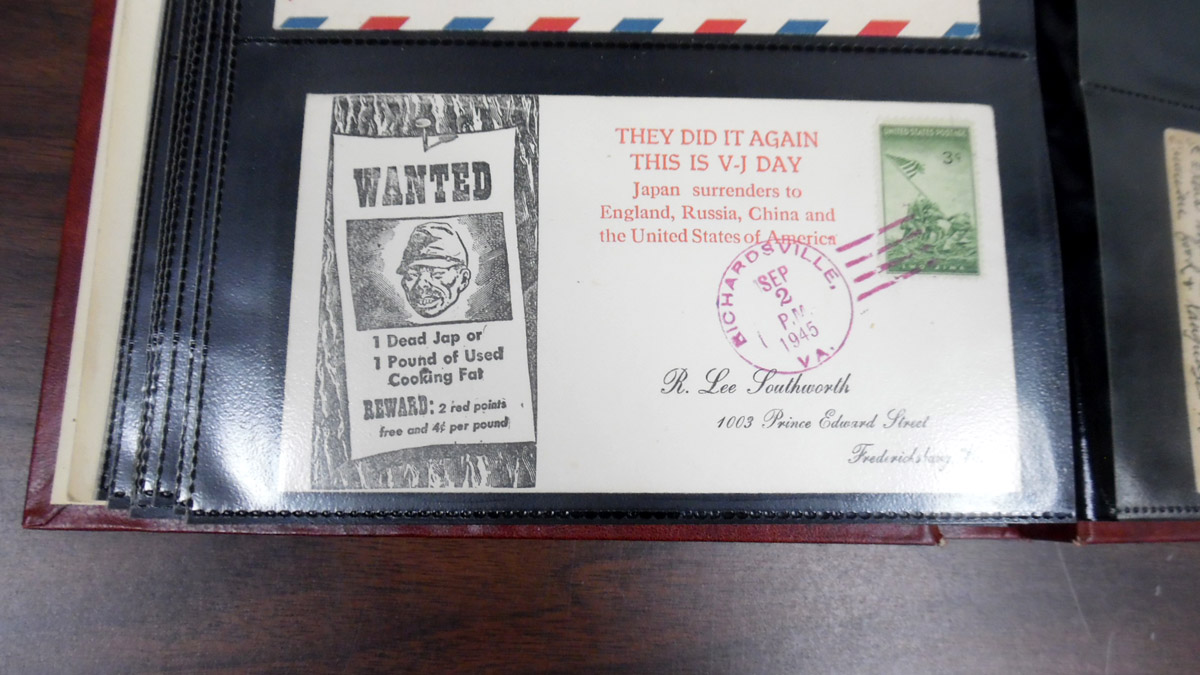 WANTED
1 Dead Jap or
1 Pound of Used
Cooking Fat
REWARD: 2 red points
free and 4¢ per pound
THEY DID IT AGAIN
THIS IS V-J DAY
Japan surrenders to
England, Russia, China and
the United States of America
UNITED STATES POSTAGE
3¢
RICHARDSVILLE,
SEP
2
P.M.
1945
VA.
R. Lee Southworth
1003 Prince Edward Street
Fredericksburg,